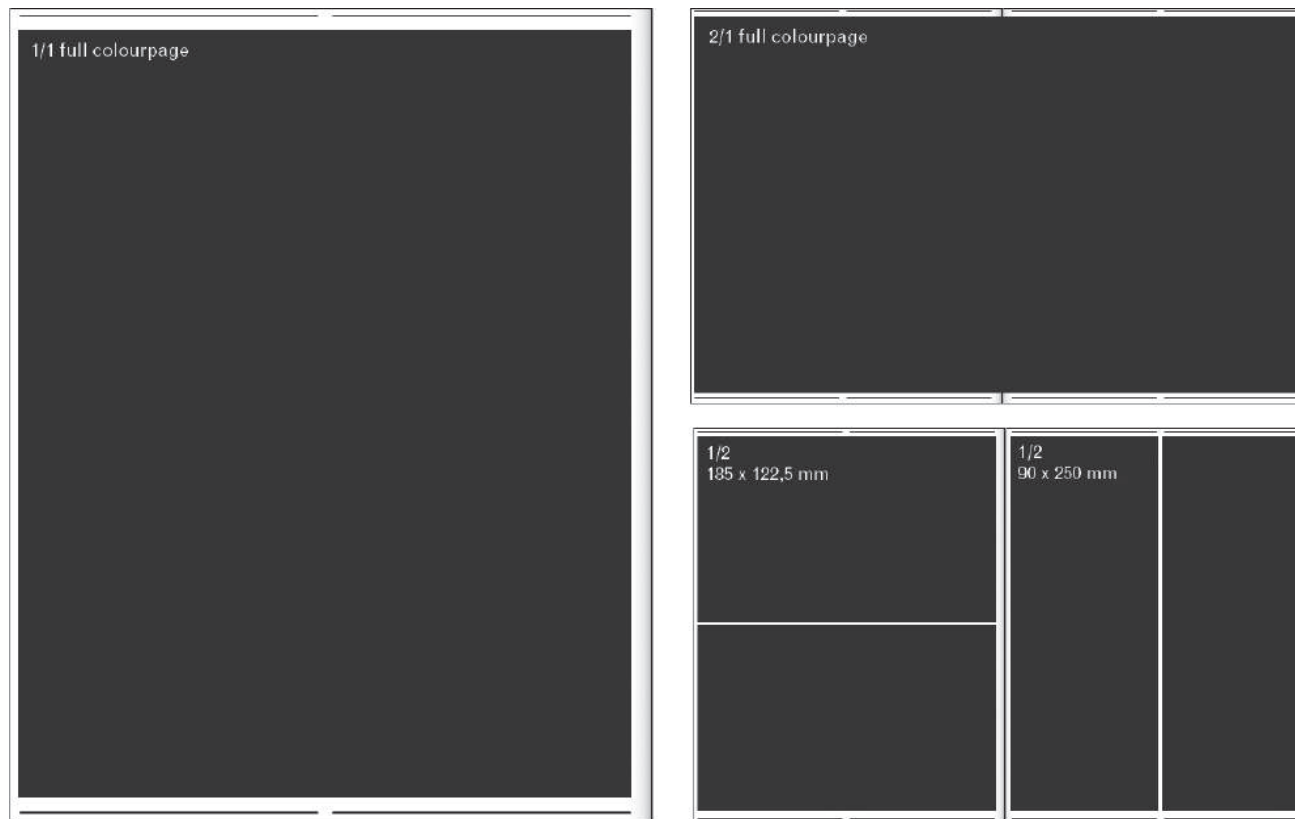 1/1 full colourpage
2/1 full colourpage
1/2
185 x 122,5 mm
1/2
90 x 250 mm